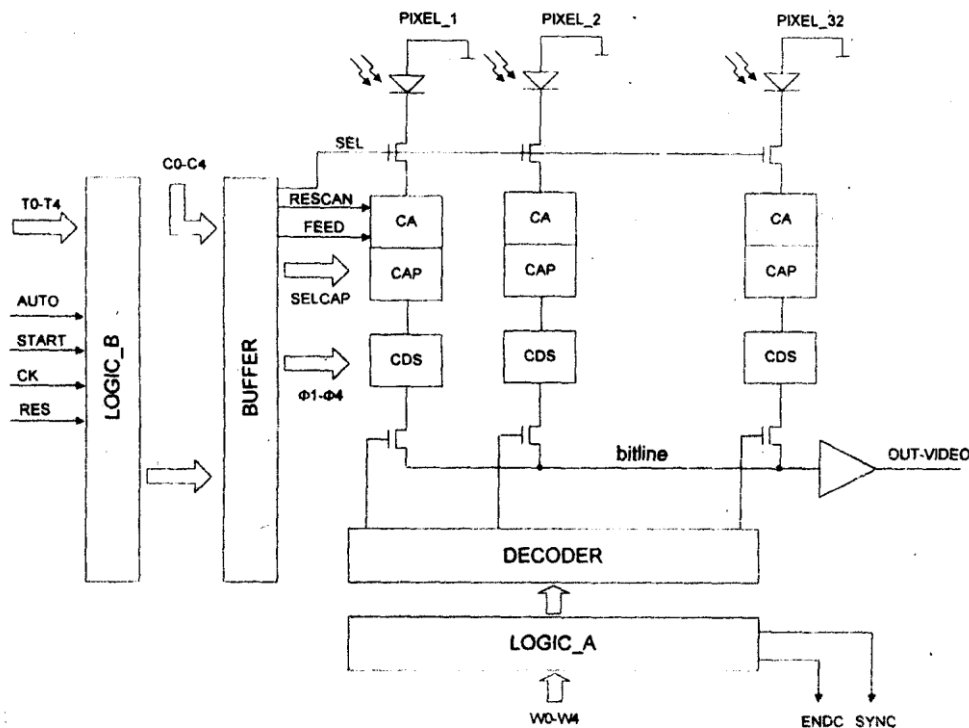 PIXEL_1
PIXEL_2
PIXEL_32
SEL
C0-C4
T0-T4
RESCAN
FEED
CA
CA
CA
CAP
CAP
CAP
SELCAP
AUTO
START
CK
RES
LOGIC_B
BUFFER
CDS
CDS
CDS
Φ1-Φ4
bitline
OUT-VIDEO
DECODER
LOGIC_A
W0-W4
ENDC
SYNC